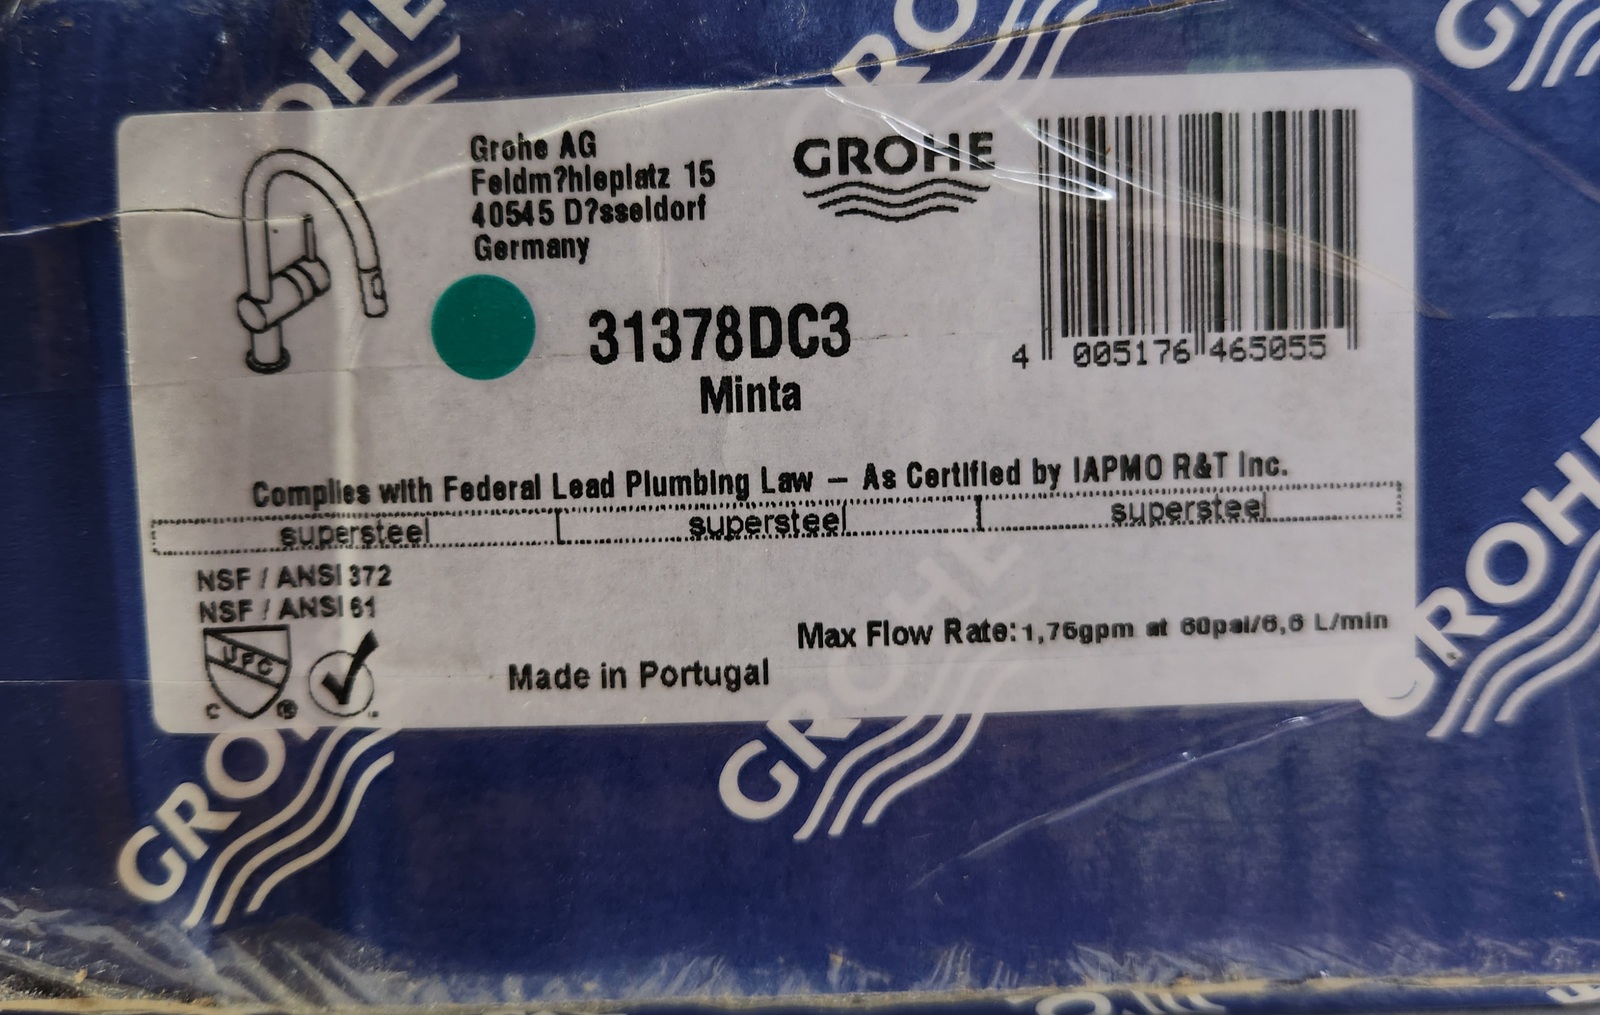 Grohe AG
Feldm?hleplatz 15
40545 D?sseldorf
Germany
GROHE
31378DC3
Minta
4 005176 465055
Complies with Federal Lead Plumbing Law – As Certified by IAPMO R&T Inc.
supersteel supersteel supersteel
NSF / ANSI 372
NSF / ANSI 61
UPC
C ®
Max Flow Rate:1,75gpm at 60psi/6,6 L/min
Made in Portugal
GROHE
GROHE
GROHE
GROHE
GROHE